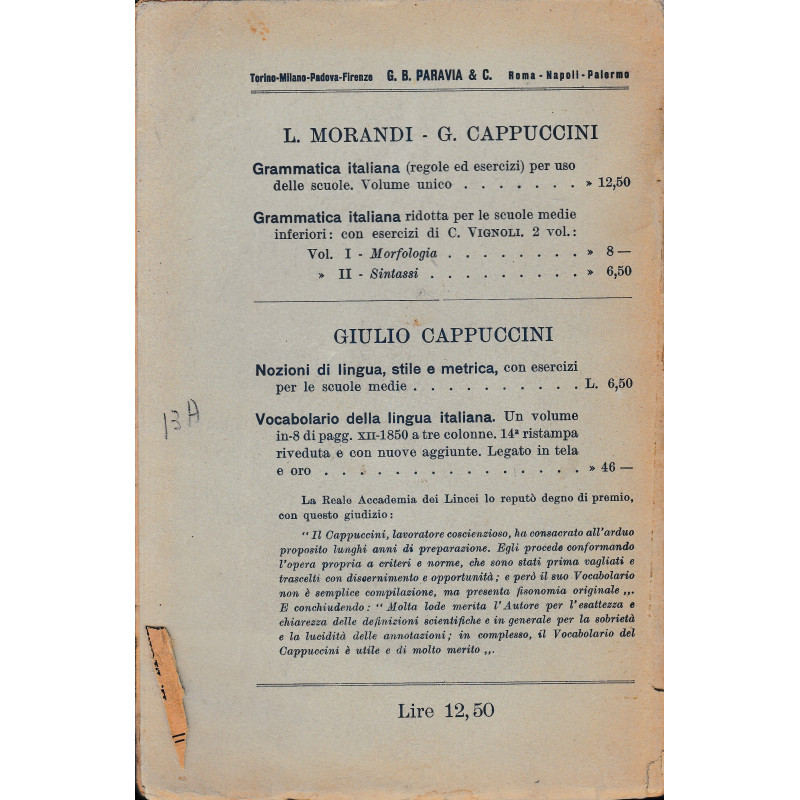 Torino-Milano-Padova-Firenze G. B. PARAVIA & C. Roma - Napoli - Palermo
L. MORANDI - G. CAPPUCCINI
Grammatica italiana (regole ed esercizi) per uso
delle scuole. Volume unico . . . . . . . » 12,50
Grammatica italiana ridotta per le scuole medie
inferiori: con esercizi di C. VIGNOLI. 2 vol.:
Vol. I - Morfologia . . . . . . . . » 8 —
» II - Sintassi . . . . . . . . . » 6,50
GIULIO CAPPUCCINI
Nozioni di lingua, stile e metrica, con esercizi
per le scuole medie . . . . . . . . . . . L. 6,50
Vocabolario della lingua italiana. Un volume
in-8 di pagg. XII-1850 a tre colonne. 14ª ristampa
riveduta e con nuove aggiunte. Legato in tela
e oro . . . . . . . . . . . . . . . . » 46 —
La Reale Accademia dei Lincei lo reputò degno di premio,
con questo giudizio:
“ Il Cappuccini, lavoratore coscienzioso, ha consacrato all'arduo
proposito lunghi anni di preparazione. Egli procede conformando
l'opera propria a criteri e norme, che sono stati prima vagliati e
trascelti con discernimento e opportunità; e però il suo Vocabolario
non è semplice compilazione, ma presenta fisonomia originale „.
E conchiudendo: “ Molta lode merita l'Autore per l'esattezza e
chiarezza delle definizioni scientifiche e in generale per la sobrietà
e la lucidità delle annotazioni; in complesso, il Vocabolario del
Cappuccini è utile e di molto merito „.
Lire 12,50
13A